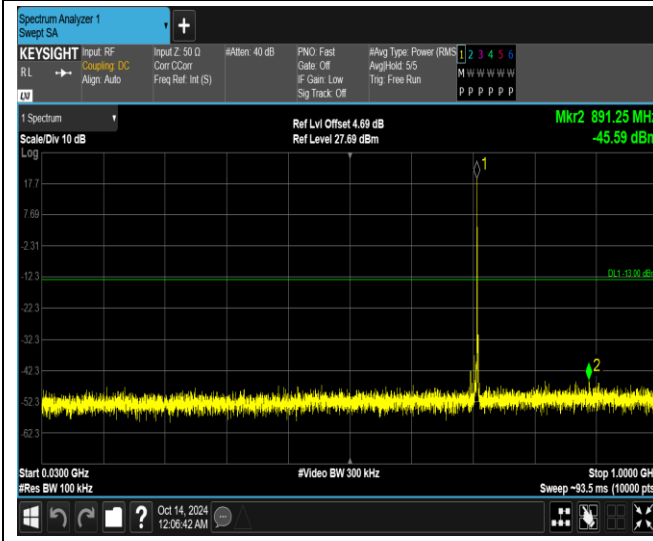 Spectrum Analyzer 1
Swept SA
+
KEYSIGHT
RL
LXI
Input: RF
Coupling: DC
Align: Auto
Input Z: 50 Ω
Corr CCorr
Freq Ref: Int (S)
#Atten: 40 dB
PNO: Fast
Gate: Off
IF Gain: Low
Sig Track: Off
#Avg Type: Power (RMS
Avg|Hold: 5/5
Trig: Free Run
1 2 3 4 5 6
M W W W W W
P P P P P P
1 Spectrum
Scale/Div 10 dB
Log
Ref Lvl Offset 4.69 dB
Ref Level 27.69 dBm
Mkr2 891.25 MHz
-45.59 dBm
1
17.7
7.69
-2.31
-12.3
DL1 -13.00 dBm
-22.3
-32.3
-42.3
2
-52.3
-62.3
Start 0.0300 GHz
#Res BW 100 kHz
#Video BW 300 kHz
Stop 1.0000 GH
Sweep ~93.5 ms (10000 pts
?
Oct 14, 2024
12:06:42 AM